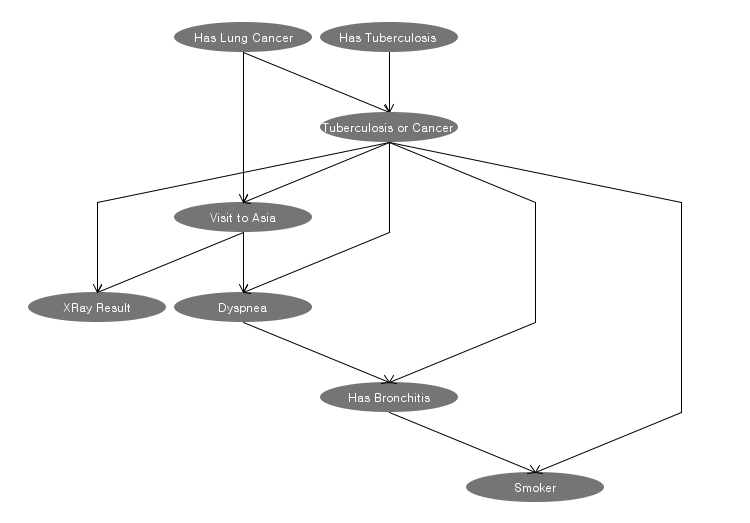 Has Lung Cancer
Has Tuberculosis
Tuberculosis or Cancer
Visit to Asia
XRay Result
Dyspnea
Has Bronchitis
Smoker